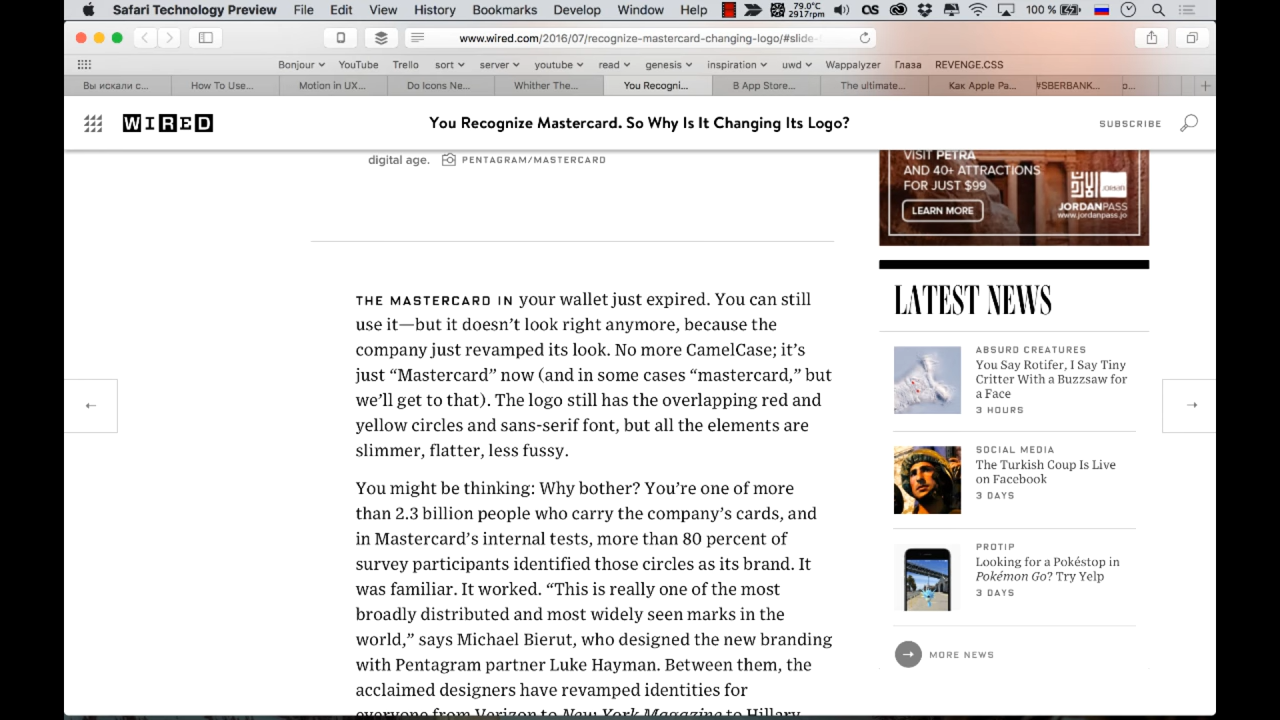 Safari Technology Preview File Edit View History Bookmarks Develop Window Help 79.0°C 2917rpm 100 %
www.wired.com/2016/07/recognize-mastercard-changing-logo/#slide-
Bonjour YouTube Trello sort server youtube read genesis inspiration uwd Wappalyzer Глаза REVENGE.CSS
Вы искали с... How To Use... Motion in UX... Do Icons Ne... Whither The... You Recogni... В App Store... The ultimate... Как Apple Pa... #SBERBANK...
WIRED
You Recognize Mastercard. So Why Is It Changing Its Logo?
SUBSCRIBE
digital age. PENTAGRAM/MASTERCARD
THE MASTERCARD IN your wallet just expired. You can still
use it—but it doesn’t look right anymore, because the
company just revamped its look. No more CamelCase; it’s
just “Mastercard” now (and in some cases “mastercard,” but
we’ll get to that). The logo still has the overlapping red and
yellow circles and sans-serif font, but all the elements are
slimmer, flatter, less fussy.
You might be thinking: Why bother? You’re one of more
than 2.3 billion people who carry the company’s cards, and
in Mastercard’s internal tests, more than 80 percent of
survey participants identified those circles as its brand. It
was familiar. It worked. “This is really one of the most
broadly distributed and most widely seen marks in the
world,” says Michael Bierut, who designed the new branding
with Pentagram partner Luke Hayman. Between them, the
acclaimed designers have revamped identities for
everyone from Verizon to New York Magazine to Hillary
VISIT PETRA
AND 40+ ATTRACTIONS
FOR JUST $99
LEARN MORE
JORDANPASS
www.jordanpass.jo
LATEST NEWS
ABSURD CREATURES
You Say Rotifer, I Say Tiny
Critter With a Buzzsaw for
a Face
3 HOURS
SOCIAL MEDIA
The Turkish Coup Is Live
on Facebook
3 DAYS
PROTIP
Looking for a Pokéstop in
Pokémon Go? Try Yelp
3 DAYS
MORE NEWS